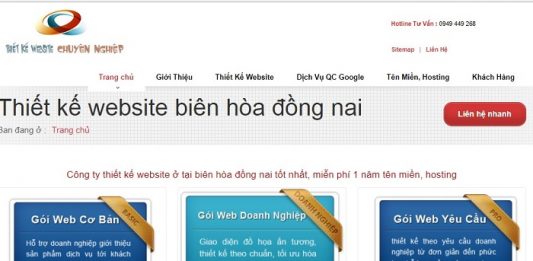 THIẾT KẾ WEBSITE CHUYÊN NGHIỆP
Hotline Tư Vấn : 0949 449 268
Sitemap | Liên Hệ
Trang chủ Giới Thiệu Thiết Kế Website Dịch Vụ QC Google Tên Miền, Hosting Khách Hàng
Thiết kế website biên hòa đồng nai
Liên hệ nhanh
Bạn đang ở : Trang chủ
Công ty thiết kế website ở tại biên hòa đồng nai tốt nhất, miễn phí 1 năm tên miền, hosting
Gói Web Cơ Bản
BASIC
Hỗ trợ doanh nghiệp giới thiệu
sản phẩm dịch vụ tới khách
Gói Web Doanh Nghiệp
DOANH NGHIỆP
Giao diện đồ họa ấn tượng,
thiết kế theo chuẩn, tối ưu hóa
Gói Web Yêu Cầu
PRO
thiết kế theo yêu cầu doanh
nghiệp từ đơn giản đến phức